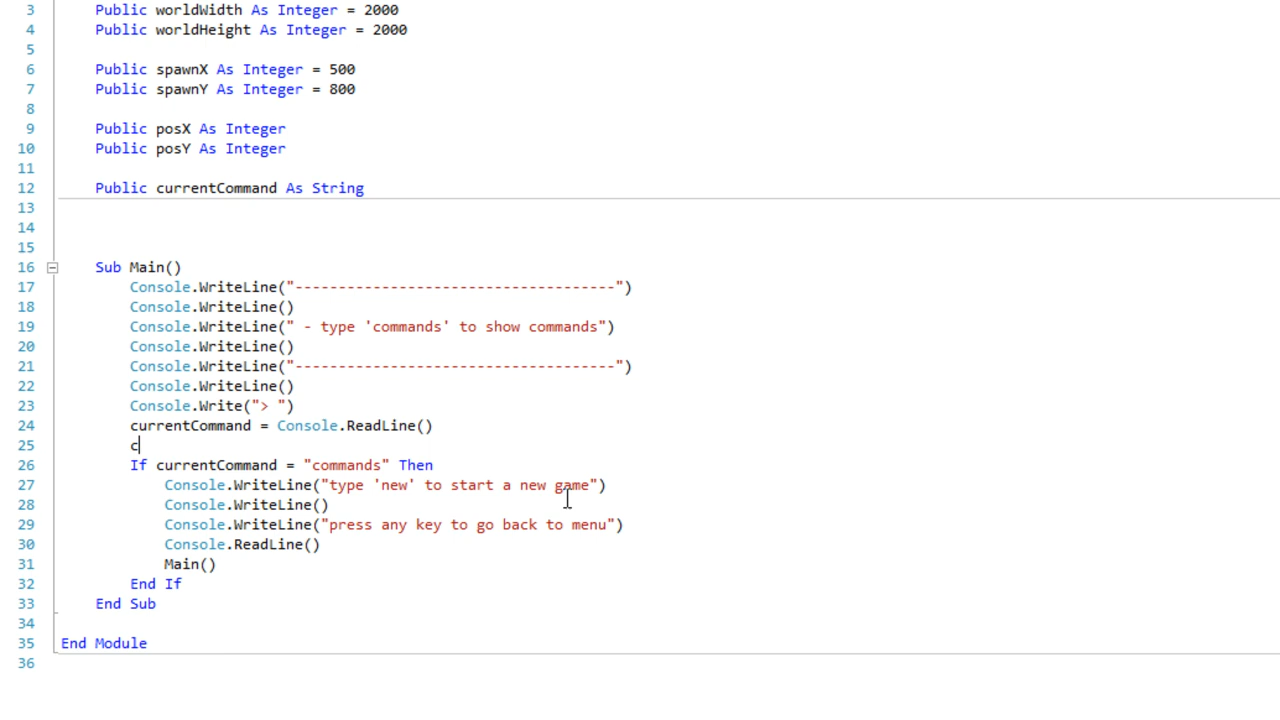 3 Public worldWidth As Integer = 2000
4 Public worldHeight As Integer = 2000
5
6 Public spawnX As Integer = 500
7 Public spawnY As Integer = 800
8
9 Public posX As Integer
10 Public posY As Integer
11
12 Public currentCommand As String
13
14
15
16 Sub Main()
17 Console.WriteLine("-------------------------------------")
18 Console.WriteLine()
19 Console.WriteLine(" - type 'commands' to show commands")
20 Console.WriteLine()
21 Console.WriteLine("-------------------------------------")
22 Console.WriteLine()
23 Console.Write("> ")
24 currentCommand = Console.ReadLine()
25 c
26 If currentCommand = "commands" Then
27 Console.WriteLine("type 'new' to start a new game")
28 Console.WriteLine()
29 Console.WriteLine("press any key to go back to menu")
30 Console.ReadLine()
31 Main()
32 End If
33 End Sub
34
35 End Module
36